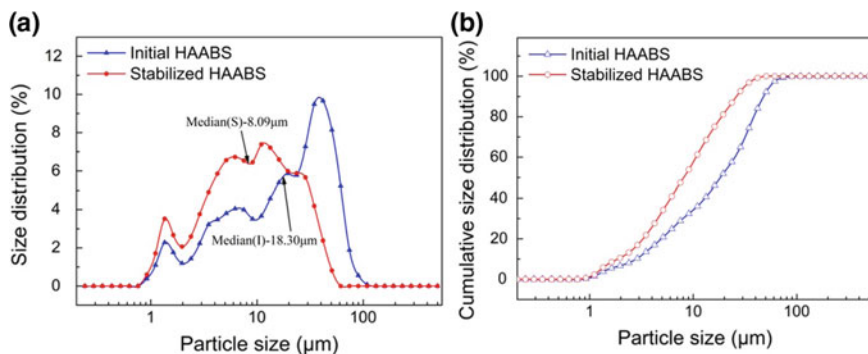 (a)
Initial HAABS
Stabilized HAABS
Size distribution (%)
12
10
8
6
4
2
0
Median(S)-8.09μm
Median(I)-18.30μm
1 10 100
Particle size (μm)
(b)
Initial HAABS
Stabilized HAABS
Cumulative size distribution (%)
100
80
60
40
20
0
1 10 100
Particle size (μm)